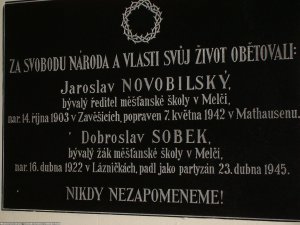 ZA SVOBODU NÁRODA A VLASTI SVŮJ ŽIVOT OBĚTOVALI:
Jaroslav NOVOBILSKÝ,
bývalý ředitel měšťanské školy v Melči,
nar. 14. října 1903 v Zavěšicích, popraven 7. května 1942 v Mathausenu.
Dobroslav SOBEK,
bývalý žák měšťanské školy v Melči,
nar. 16. dubna 1922 v Lázničkách, padl jako partyzán 23. dubna 1945.
NIKDY NEZAPOMENEME!